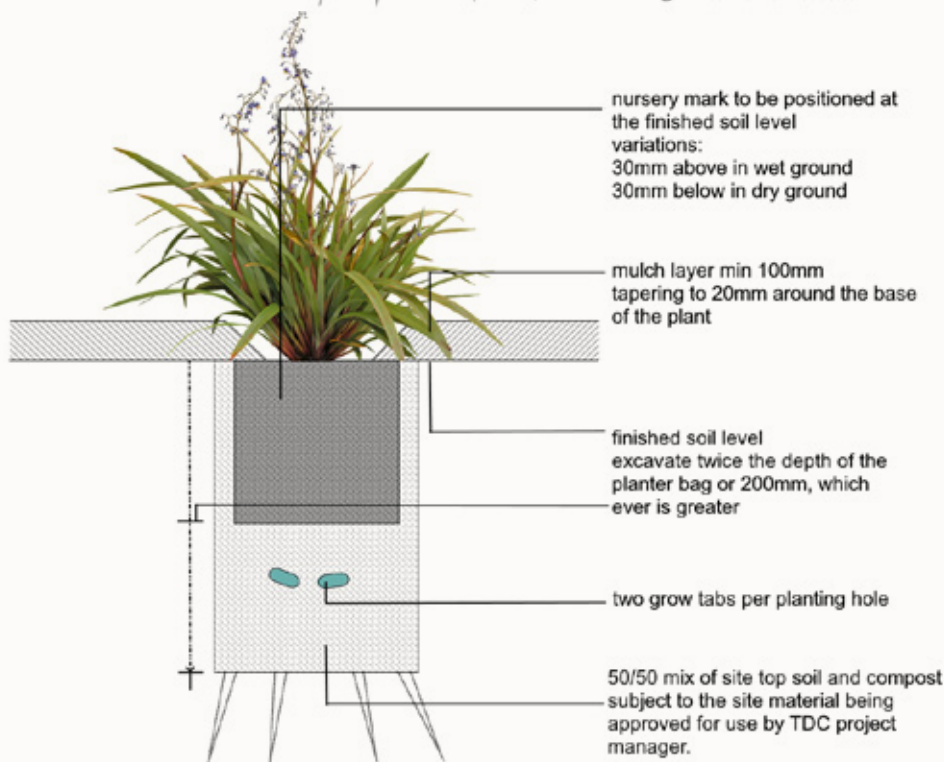 nursery mark to be positioned at
the finished soil level
variations:
30mm above in wet ground
30mm below in dry ground
mulch layer min 100mm
tapering to 20mm around the base
of the plant
finished soil level
excavate twice the depth of the
planter bag or 200mm, which
ever is greater
two grow tabs per planting hole
50/50 mix of site top soil and compost
subject to the site material being
approved for use by TDC project
manager.